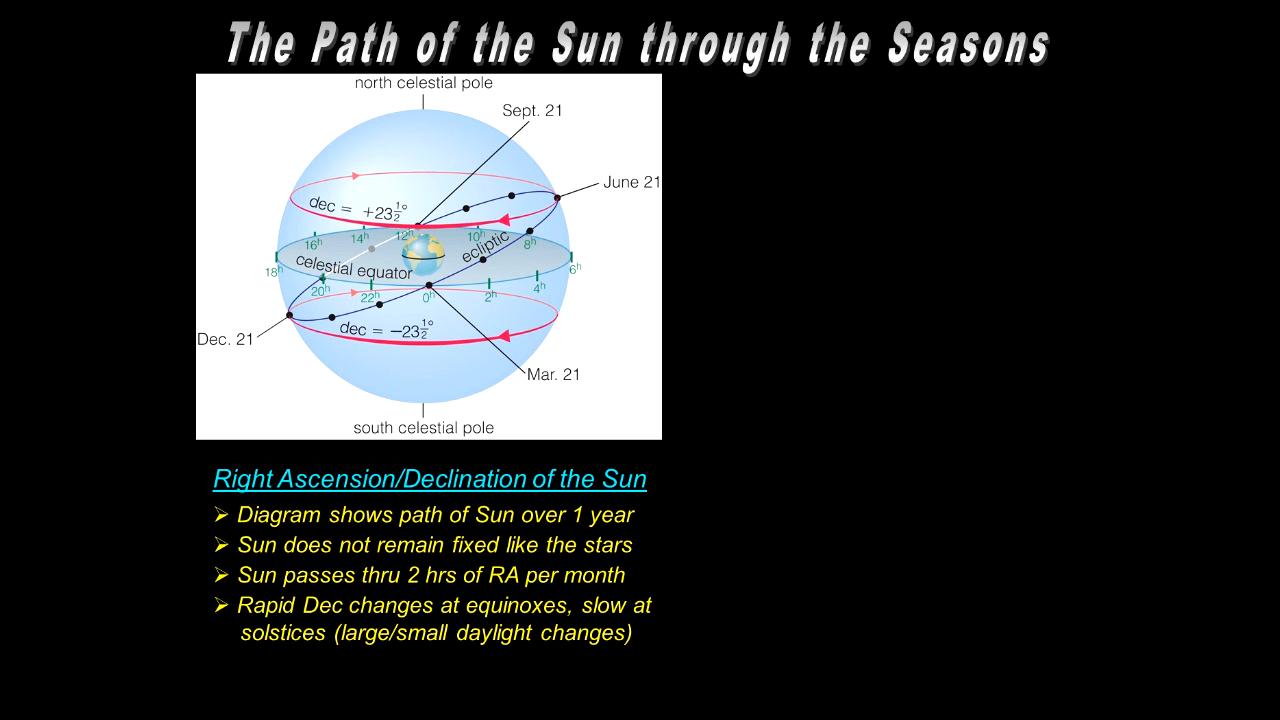 The Path of the Sun through the Seasons
north celestial pole
Sept. 21
June 21
dec = +23½°
16ʰ
14ʰ
12ʰ
10ʰ
8ʰ
ecliptic
celestial equator
18ʰ
6ʰ
20ʰ
22ʰ
0ʰ
2ʰ
4ʰ
dec = −23½°
Dec. 21
Mar. 21
south celestial pole
Right Ascension/Declination of the Sun
➢ Diagram shows path of Sun over 1 year
➢ Sun does not remain fixed like the stars
➢ Sun passes thru 2 hrs of RA per month
➢ Rapid Dec changes at equinoxes, slow at
solstices (large/small daylight changes)